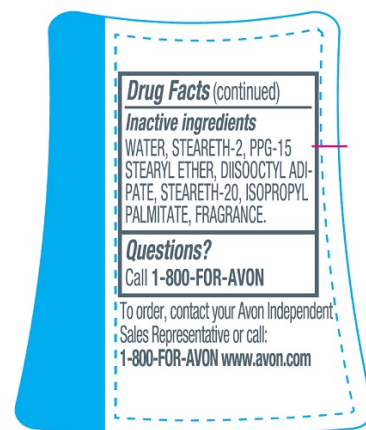 Drug Facts (continued)
Inactive ingredients
WATER, STEARETH-2, PPG-15
STEARYL ETHER, DIISOOCTYL ADI-
PATE, STEARETH-20, ISOPROPYL
PALMITATE, FRAGRANCE.
Questions?
Call 1-800-FOR-AVON
To order, contact your Avon Independent
Sales Representative or call:
1-800-FOR-AVON www.avon.com